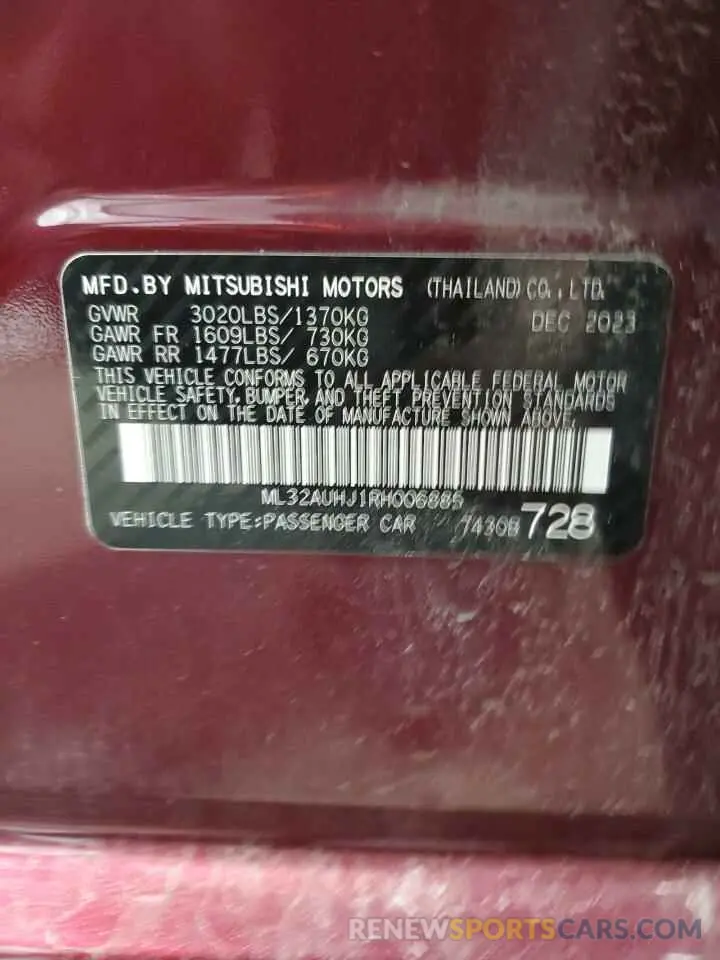 MFD.BY MITSUBISHI MOTORS (THAILAND) CO., LTD.
GVWR 3020LBS/1370KG DEC 2023
GAWR FR 1609LBS/ 730KG
GAWR RR 1477LBS/ 670KG
THIS VEHICLE CONFORMS TO ALL APPLICABLE FEDERAL MOTOR
VEHICLE SAFETY, BUMPER, AND THEFT PREVENTION STANDARDS
IN EFFECT ON THE DATE OF MANUFACTURE SHOWN ABOVE.
VEHICLE TYPE:PASSENGER CAR 7430B 728
RENEWSPORTSCARS.COM